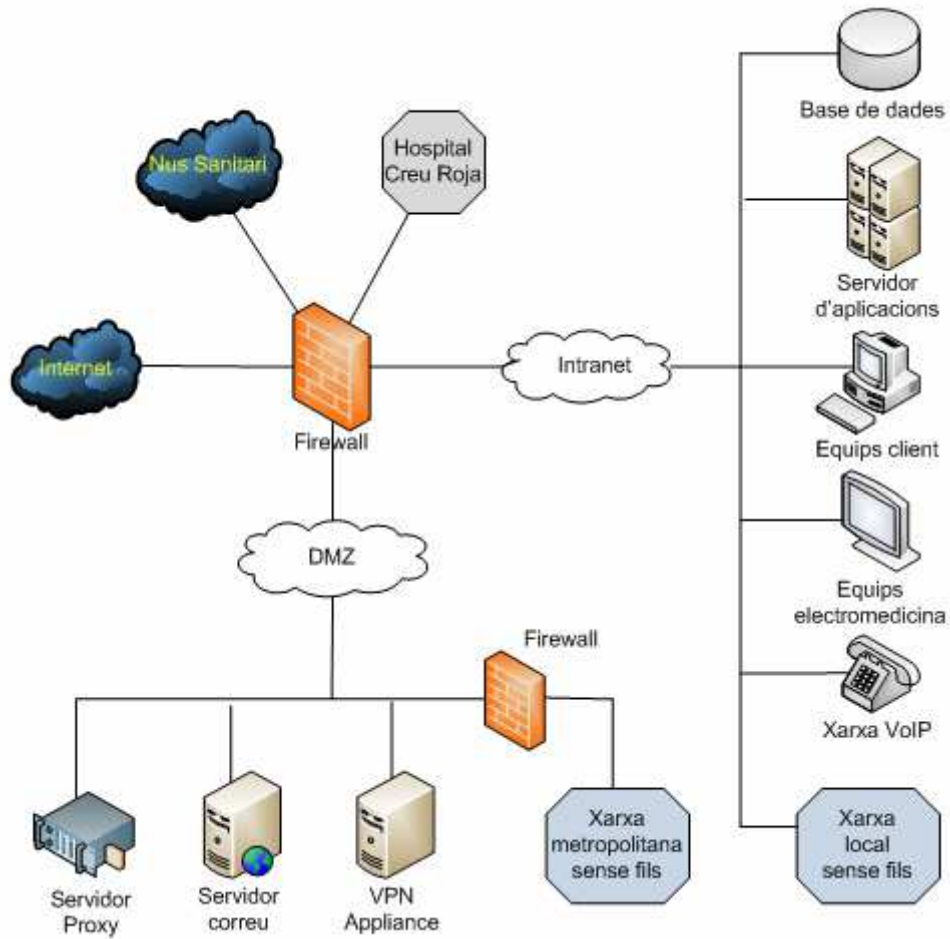 Base de dades
Nus Sanitari
Hospital
Creu Roja
Servidor
d'aplicacions
Internet
Firewall
Intranet
Equips client
DMZ
Equips
electromedicina
Firewall
Xarxa VoIP
Servidor
Proxy
Servidor
correu
VPN
Appliance
Xarxa
metropolitana
sense fils
Xarxa
local
sense fils